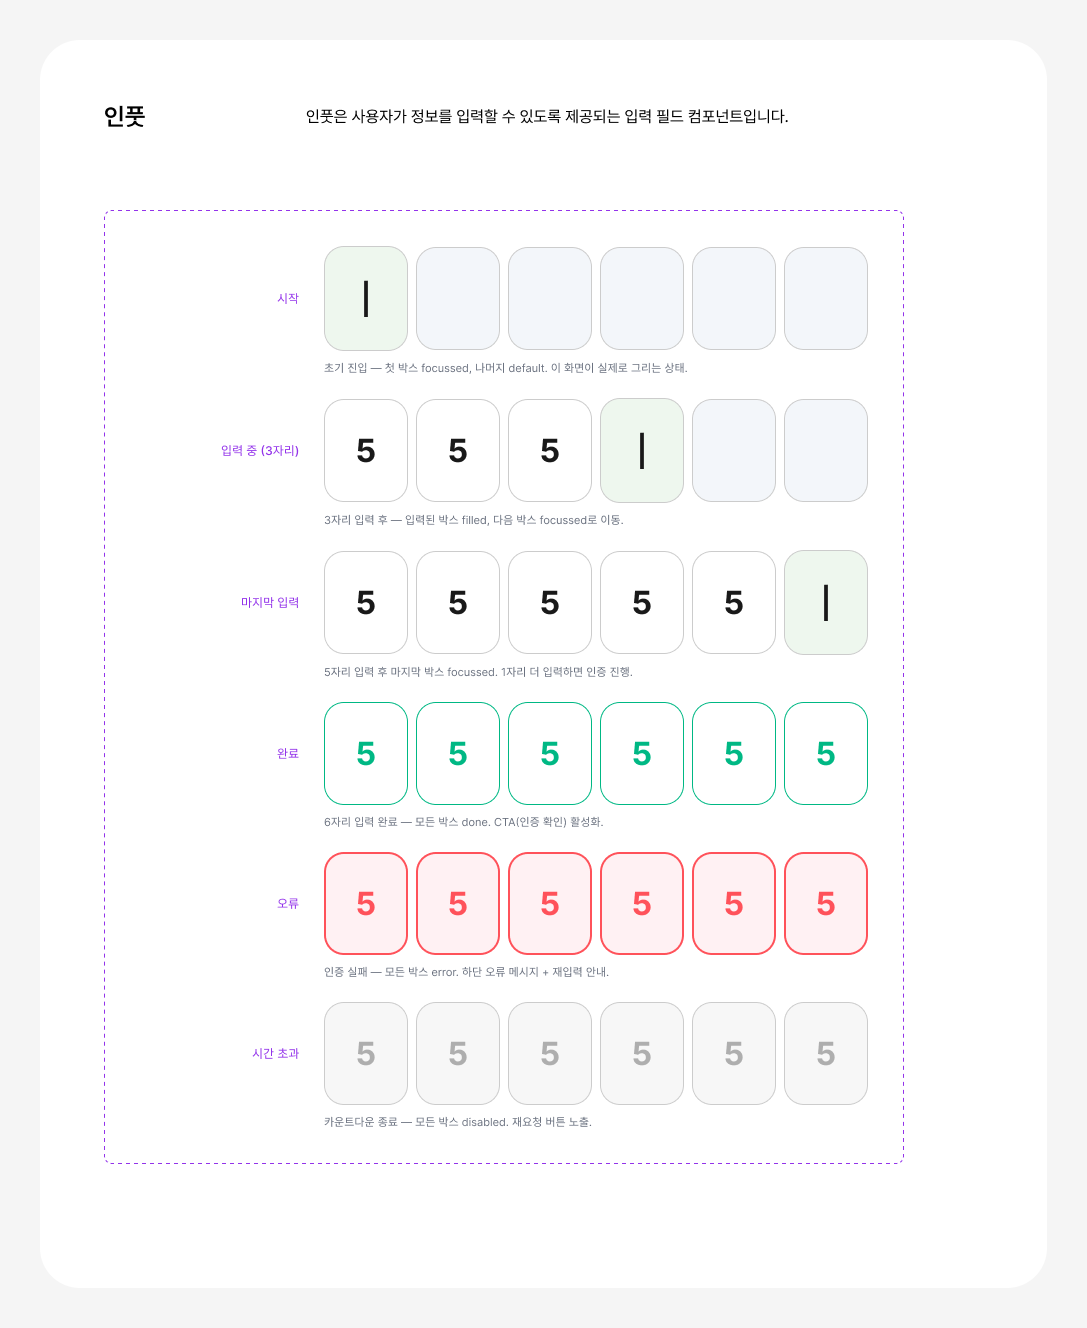 인풋
인풋은 사용자가 정보를 입력할 수 있도록 제공되는 입력 필드 컴포넌트입니다.
시작
초기 진입 — 첫 박스 focussed, 나머지 default. 이 화면이 실제로 그리는 상태.
입력 중 (3자리)
5 5 5
3자리 입력 후 — 입력된 박스 filled, 다음 박스 focussed로 이동.
마지막 입력
5 5 5 5 5
5자리 입력 후 마지막 박스 focussed. 1자리 더 입력하면 인증 진행.
완료
5 5 5 5 5 5
6자리 입력 완료 — 모든 박스 done. CTA(인증 확인) 활성화.
오류
5 5 5 5 5 5
인증 실패 — 모든 박스 error. 하단 오류 메시지 + 재입력 안내.
시간 초과
5 5 5 5 5 5
카운트다운 종료 — 모든 박스 disabled. 재요청 버튼 노출.